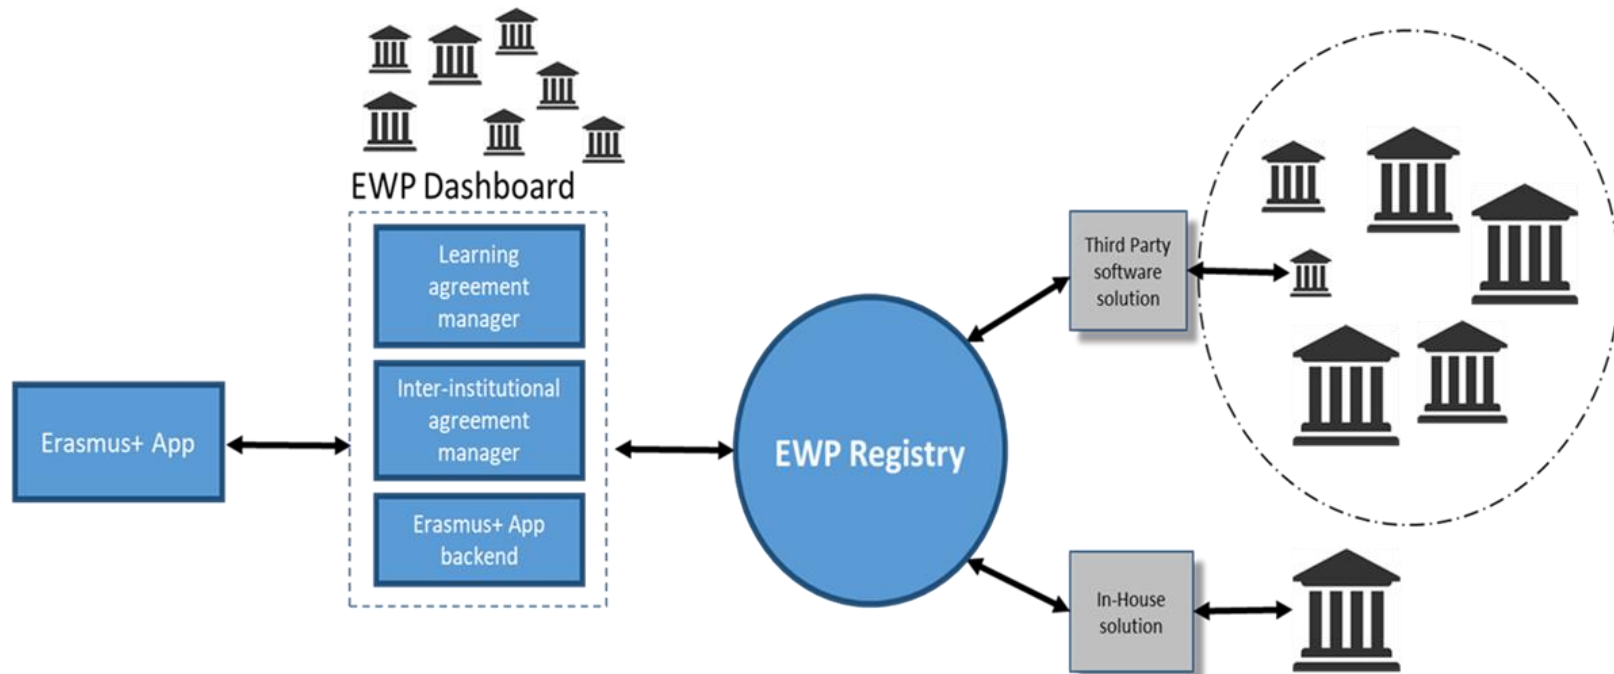 EWP Dashboard
Learning
agreement
manager
Inter-institutional
agreement
manager
Erasmus+ App
backend
Erasmus+ App
EWP Registry
Third Party
software
solution
In-House
solution